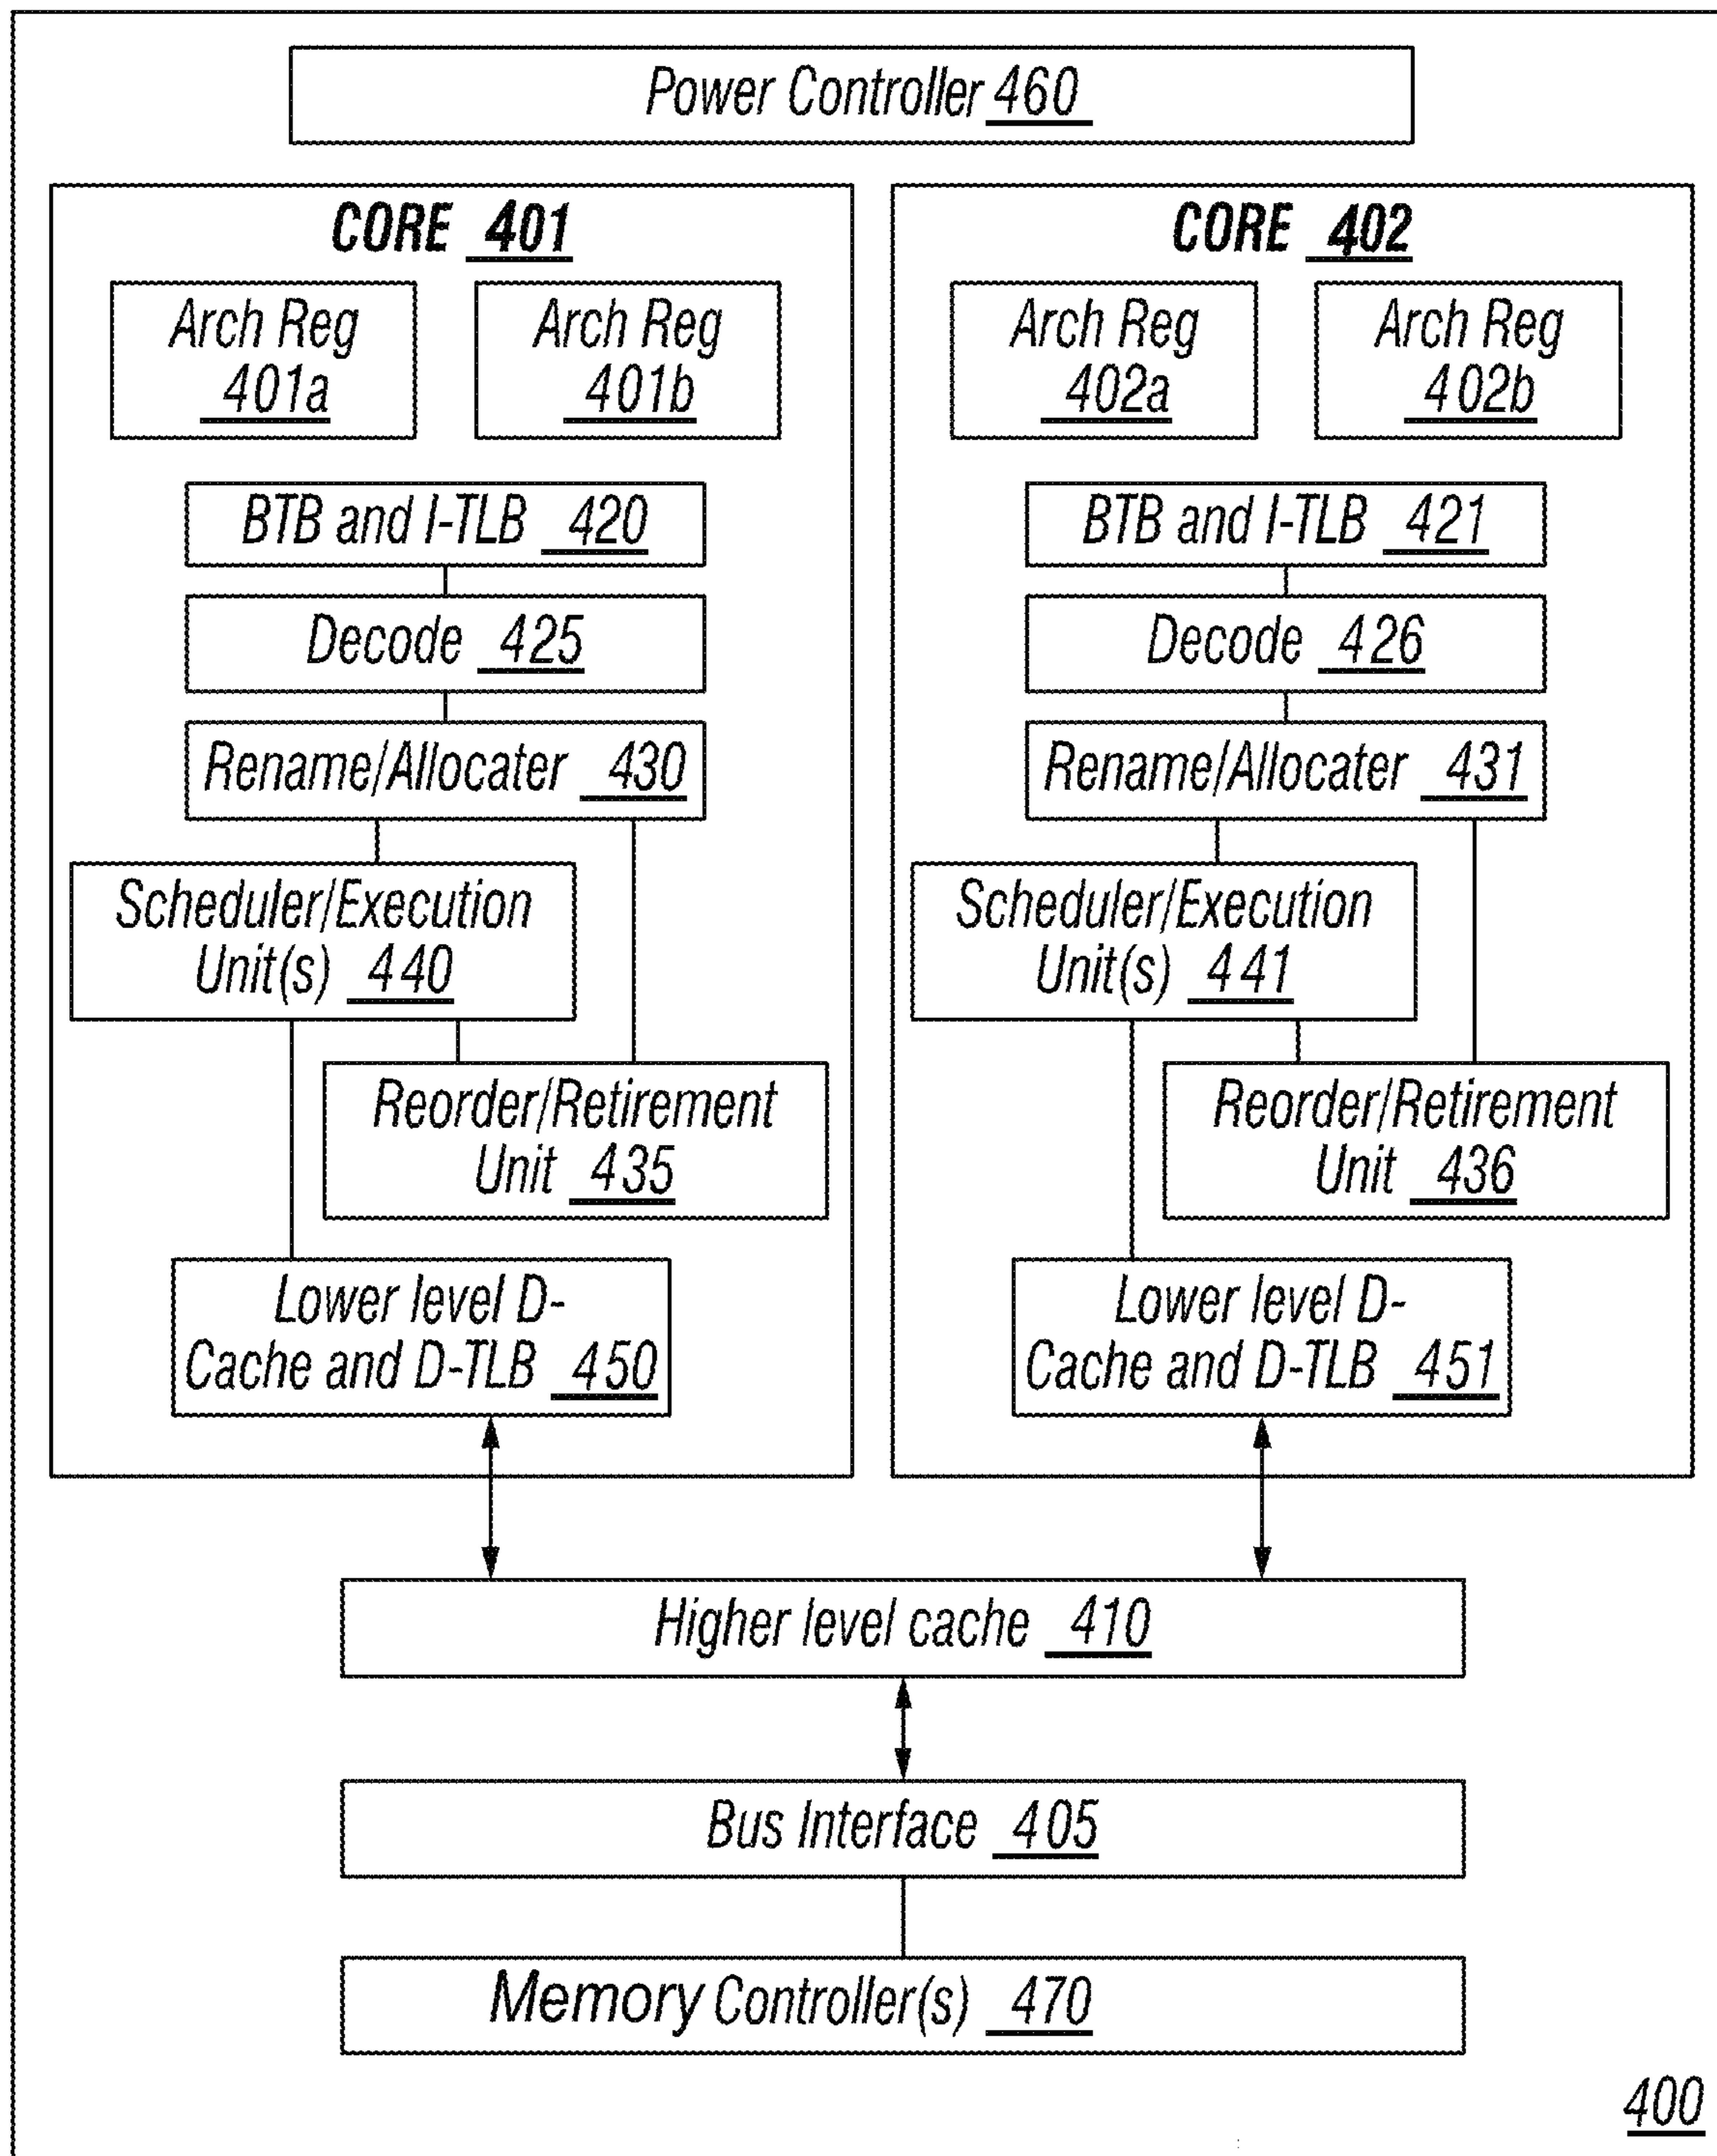 Power Controller 460
CORE 401
Arch Reg
401a
Arch Reg
401b
BTB and I-TLB 420
Decode 425
Rename/Allocater 430
Scheduler/Execution
Unit(s) 440
Reorder/Retirement
Unit 435
Lower level D-
Cache and D-TLB 450
CORE 402
Arch Reg
402a
Arch Reg
402b
BTB and I-TLB 421
Decode 426
Rename/Allocater 431
Scheduler/Execution
Unit(s) 441
Reorder/Retirement
Unit 436
Lower level D-
Cache and D-TLB 451
Higher level cache 410
Bus Interface 405
Memory Controller(s) 470
400